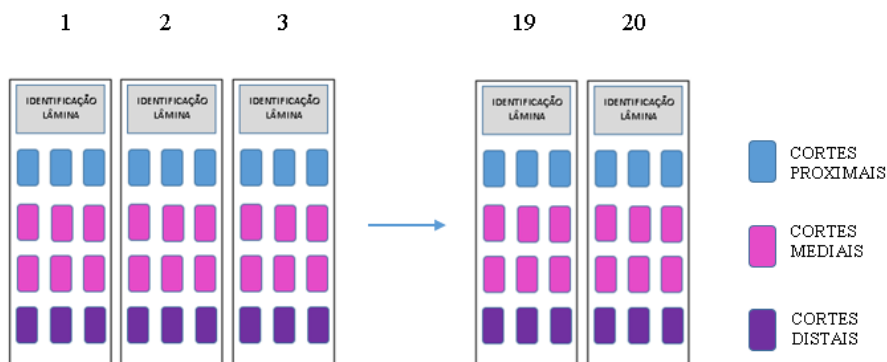 1 2 3 19 20
IDENTIFICAÇÃO
LÂMINA
IDENTIFICAÇÃO
LÂMINA
IDENTIFICAÇÃO
LÂMINA
IDENTIFICAÇÃO
LÂMINA
IDENTIFICAÇÃO
LÂMINA
CORTES
PROXIMAIS
CORTES
MEDIAIS
CORTES
DISTAIS